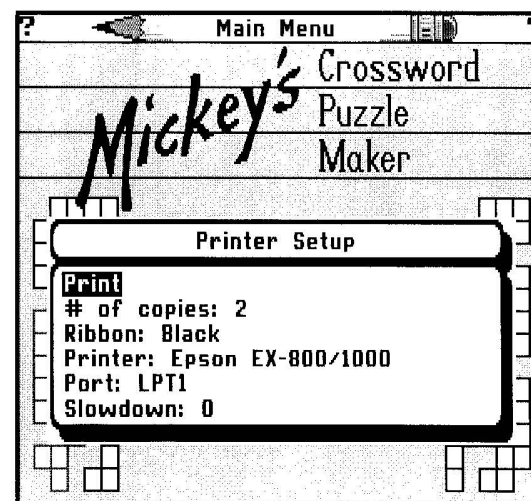 ? Main Menu
Mickey's Crossword
Puzzle
Maker
Printer Setup
Print
# of copies: 2
Ribbon: Black
Printer: Epson EX-800/1000
Port: LPT1
Slowdown: 0